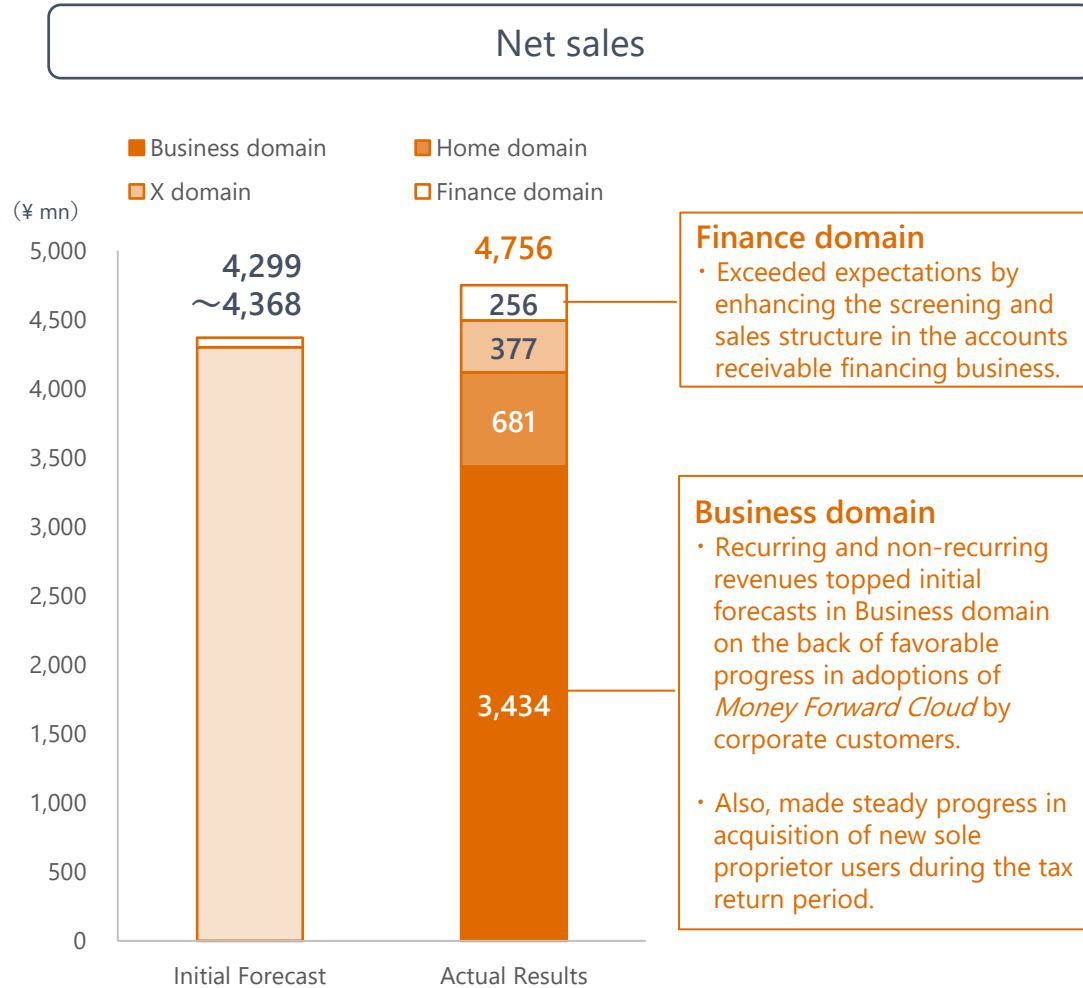 Net sales
Business domain
Home domain
X domain
Finance domain
(¥ mn)
5,000
4,500
4,000
3,500
3,000
2,500
2,000
1,500
1,000
500
0
4,299
～4,368
4,756
256
377
681
3,434
Initial Forecast
Actual Results
Finance domain
・ Exceeded expectations by
enhancing the screening and
sales structure in the accounts
receivable financing business.
Business domain
・ Recurring and non-recurring
revenues topped initial
forecasts in Business domain
on the back of favorable
progress in adoptions of
Money Forward Cloud by
corporate customers.
・ Also, made steady progress in
acquisition of new sole
proprietor users during the tax
return period.